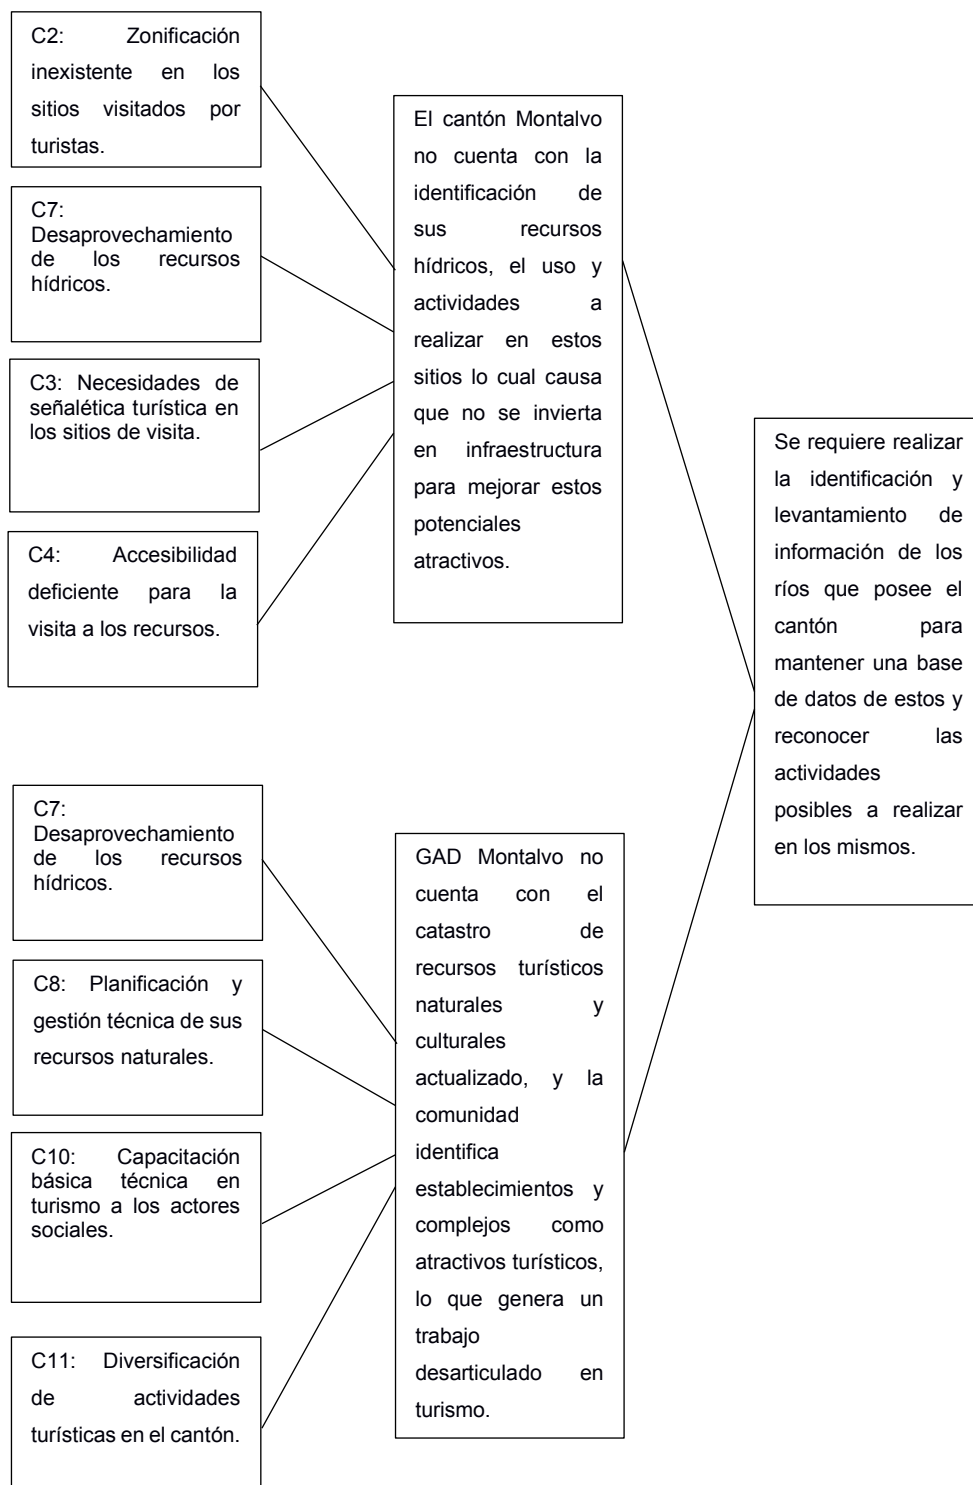 C2: Zonificación
inexistente en los
sitios visitados por
turistas.
C7:
Desaprovechamiento
de los recursos
hídricos.
C3: Necesidades de
señalética turística en
los sitios de visita.
C4: Accesibilidad
deficiente para la
visita a los recursos.
El cantón Montalvo
no cuenta con la
identificación de
sus recursos
hídricos, el uso y
actividades a
realizar en estos
sitios lo cual causa
que no se invierta
en infraestructura
para mejorar estos
potenciales
atractivos.
C7:
Desaprovechamiento
de los recursos
hídricos.
C8: Planificación y
gestión técnica de sus
recursos naturales.
C10: Capacitación
básica técnica en
turismo a los actores
sociales.
C11: Diversificación
de actividades
turísticas en el cantón.
GAD Montalvo no
cuenta con el
catastro de
recursos turísticos
naturales y
culturales
actualizado, y la
comunidad
identifica
establecimientos y
complejos como
atractivos turísticos,
lo que genera un
trabajo
desarticulado en
turismo.
Se requiere realizar
la identificación y
levantamiento de
información de los
ríos que posee el
cantón para
mantener una base
de datos de estos y
reconocer las
actividades
posibles a realizar
en los mismos.